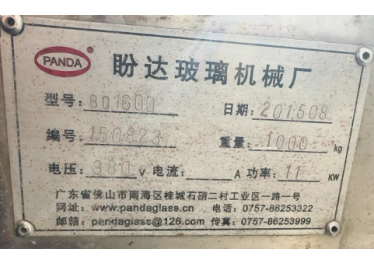 PANDA
盼达玻璃机械厂
型号: BQ1600 日期: 201508
编号: 150823 重量: 1000 kg
电压: 380 V 电流: A 功率: 11 KW
广东省佛山市南海区桂城石肼二村工业区一路一号
网址: www.pandaglass.cn 电话: 0757-86253322
邮箱: pandaglass@126.com 传真: 0757-86253999